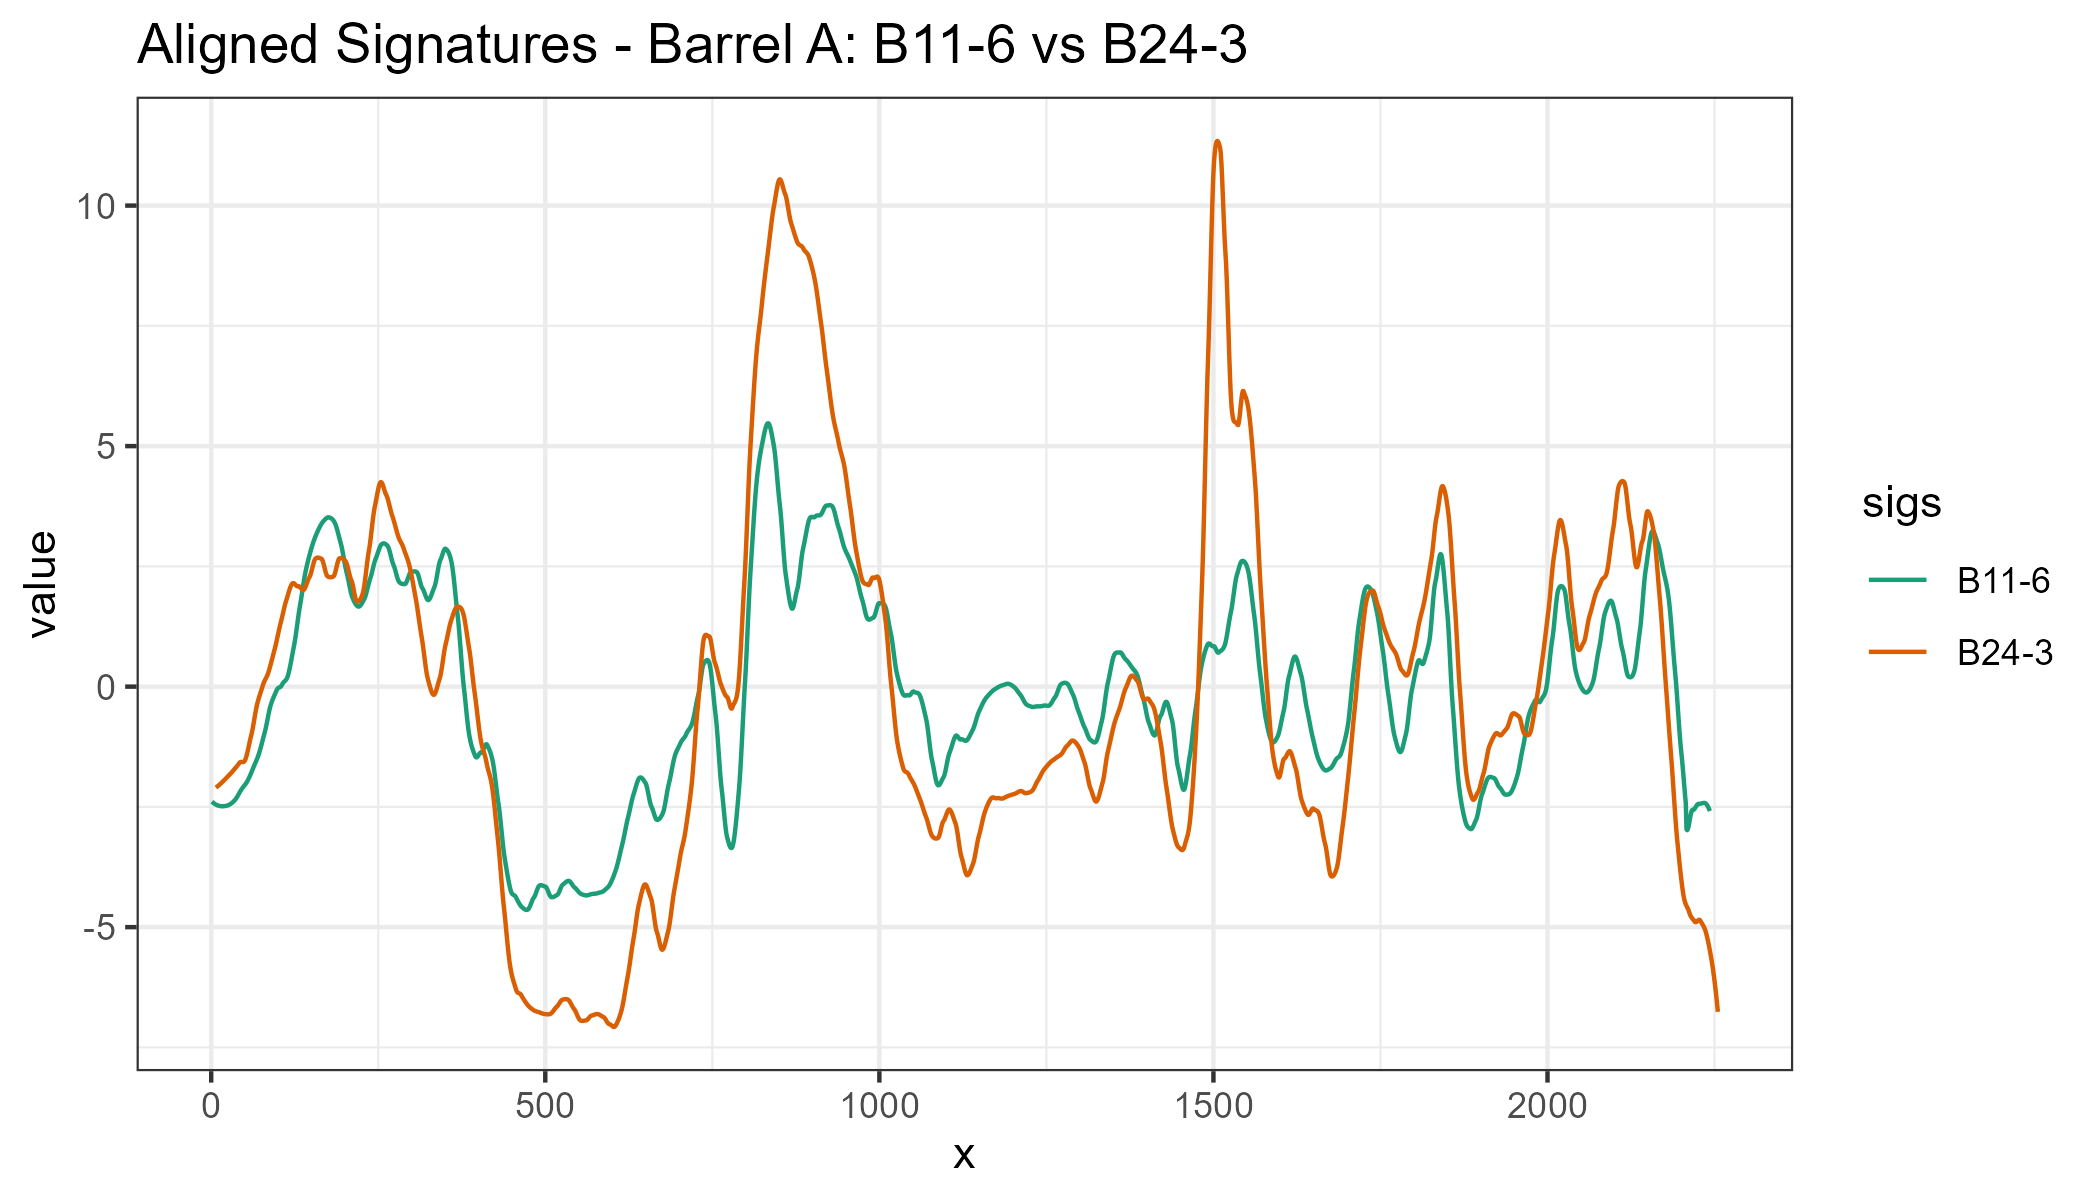 Aligned Signatures - Barrel A: B11-6 vs B24-3
value
10
5
0
-5
0
500
1000
1500
2000
x
sigs
B11-6
B24-3